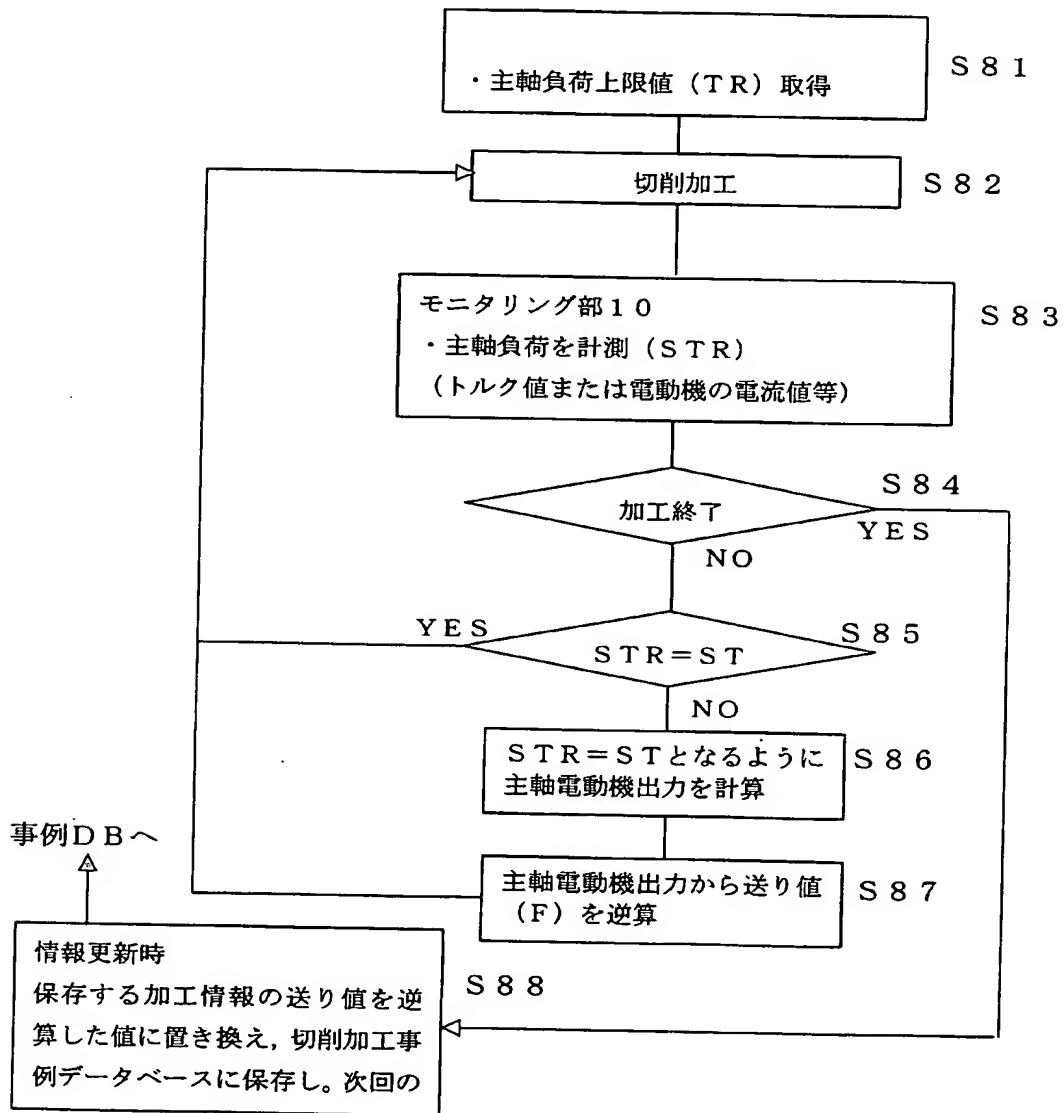 ・主軸負荷上限値（TR）取得
S81
切削加工
S82
モニタリング部10
・主軸負荷を計測（STR）
（トルク値または電動機の電流値等）
S83
加工終了
S84
YES
NO
STR＝ST
S85
YES
NO
STR＝STとなるように
主軸電動機出力を計算
S86
主軸電動機出力から送り値
（F）を逆算
S87
事例DBへ
情報更新時
保存する加工情報の送り値を逆
算した値に置き換え，切削加工事
例データベースに保存し。次回の
S88